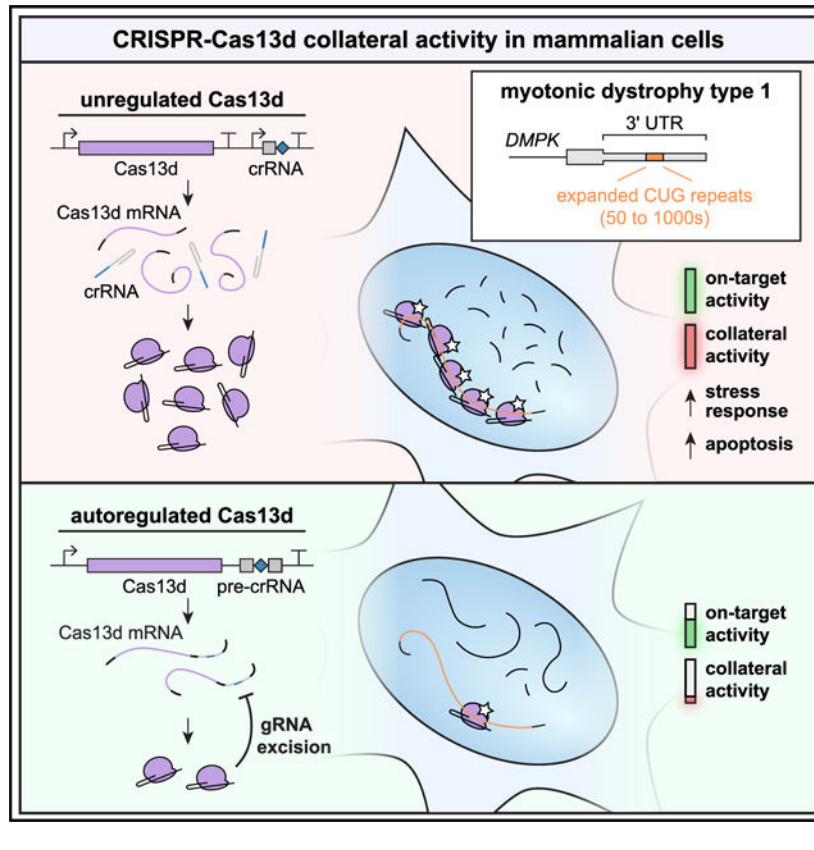 CRISPR-Cas13d collateral activity in mammalian cells
unregulated Cas13d
Cas13d
crRNA
Cas13d mRNA
crRNA
myotonic dystrophy type 1
3' UTR
DMPK
expanded CUG repeats
(50 to 1000s)
on-target
activity
collateral
activity
stress
response
apoptosis
autoregulated Cas13d
Cas13d
pre-crRNA
Cas13d mRNA
gRNA
excision
on-target
activity
collateral
activity